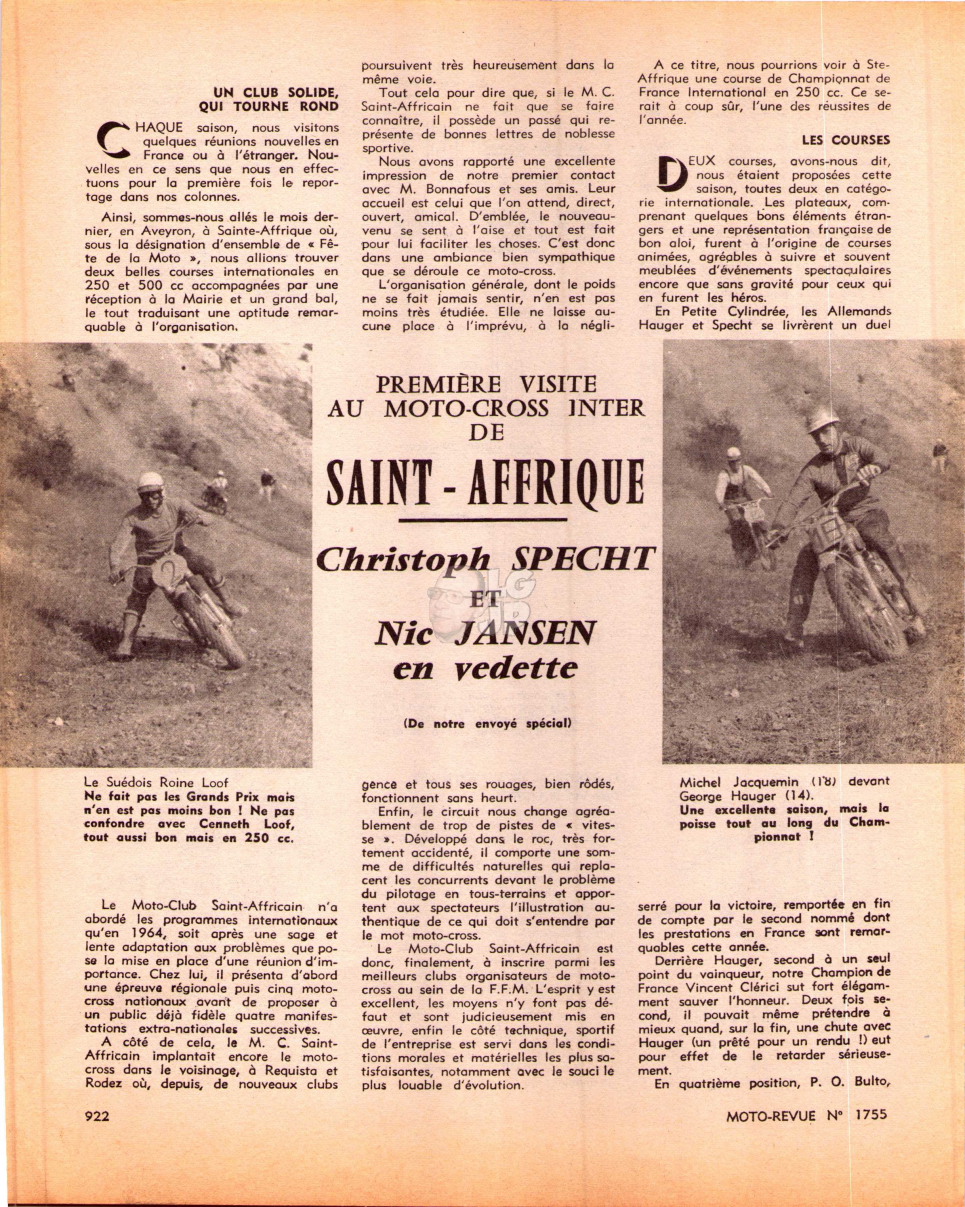 UN CLUB SOLIDE,
QUI TOURNE ROND
CHAQUE saison, nous visitons
quelques réunions nouvelles en
France ou à l'étranger. Nou-
velles en ce sens que nous en effec-
tuons pour la première fois le repor-
tage dans nos colonnes.
Ainsi, sommes-nous allés le mois der-
nier, en Aveyron, à Sainte-Affrique où,
sous la désignation d'ensemble de « Fê-
te de la Moto », nous allions trouver
deux belles courses internationales en
250 et 500 cc accompagnées par une
réception à la Mairie et un grand bal,
le tout traduisant une aptitude remar-
quable à l'organisation.
Le Moto-Club Saint-Affricain n'a
abordé les programmes internationaux
qu'en 1964, soit après une sage et
lente adaptation aux problèmes que po-
se la mise en place d'une réunion d'im-
portance. Chez lui, il présenta d'abord
une épreuve régionale puis cinq moto-
cross nationaux avant de proposer à
un public déjà fidèle quatre manifes-
tations extra-nationales successives.
A côté de cela, le M. C. Saint-
Affricain implantait encore le moto-
cross dans le voisinage, à Requista et
Rodez où, depuis, de nouveaux clubs
poursuivent très heureusement dans la
même voie.
Tout cela pour dire que, si le M. C.
Saint-Affricain ne fait que se faire
connaître, il possède un passé qui re-
présente de bonnes lettres de noblesse
sportive.
Nous avons rapporté une excellente
impression de notre premier contact
avec M. Bonnafous et ses amis. Leur
accueil est celui que l'on attend, direct,
ouvert, amical. D'emblée, le nouveau-
venu se sent à l'aise et tout est fait
pour lui faciliter les choses. C'est donc
dans une ambiance bien sympathique
que se déroule ce moto-cross.
L'organisation générale, dont le poids
ne se fait jamais sentir, n'en est pas
moins très étudiée. Elle ne laisse au-
cune place à l'imprévu, à la négli-
gence et tous ses rouages, bien rôdés,
fonctionnent sans heurt.
Enfin, le circuit nous change agréa-
blement de trop de pistes de « vites-
se ». Développé dans le roc, très for-
tement accidenté, il comporte une som-
me de difficultés naturelles qui repla-
cent les concurrents devant le problème
du pilotage en tous-terrains et appor-
tent aux spectateurs l'illustration au-
thentique de ce qui doit s'entendre par
le mot moto-cross.
Le Moto-Club Saint-Affricain est
donc, finalement, à inscrire parmi les
meilleurs clubs organisateurs de moto-
cross au sein de la F.F.M. L'esprit y est
excellent, les moyens n'y font pas dé-
faut et sont judicieusement mis en
œuvre, enfin le côté technique, sportif
de l'entreprise est servi dans les condi-
tions morales et matérielles les plus sa-
tisfaisantes, notamment avec le souci le
plus louable d'évolution.
A ce titre, nous pourrions voir à Ste-
Affrique une course de Championnat de
France International en 250 cc. Ce se-
rait à coup sûr, l'une des réussites de
l'année.
LES COURSES
DEUX courses, avons-nous dit,
nous étaient proposées cette
saison, toutes deux en catégo-
rie internationale. Les plateaux, com-
prenant quelques bons éléments étran-
gers et une représentation française de
bon aloi, furent à l'origine de courses
animées, agréables à suivre et souvent
meublées d'événements spectaculaires
encore que sans gravité pour ceux qui
en furent les héros.
En Petite Cylindrée, les Allemands
Hauger et Specht se livrèrent un duel
serré pour la victoire, remportée en fin
de compte par le second nommé dont
les prestations en France sont remar-
quables cette année.
Derrière Hauger, second à un seul
point du vainqueur, notre Champion de
France Vincent Clérici sut fort élégam-
ment sauver l'honneur. Deux fois se-
cond, il pouvait même prétendre à
mieux quand, sur la fin, une chute avec
Hauger (un prêté pour un rendu !) eut
pour effet de le retarder sérieuse-
ment.
En quatrième position, P. O. Bulto,
PREMIÈRE VISITE
AU MOTO-CROSS INTER
DE
SAINT - AFFRIQUE
Christoph SPECHT
ET
Nic JANSEN
en vedette
(De notre envoyé spécial)
LG
JR
Le Suédois Roine Loof
Ne fait pas les Grands Prix mais
n'en est pas moins bon ! Ne pas
confondre avec Cenneth Loof,
tout aussi bon mais en 250 cc.
Michel Jacquemin (18) devant
George Hauger (14).
Une excellente saison, mais la
poisse tout au long du Cham-
pionnat !
922
MOTO-REVUE N° 1755